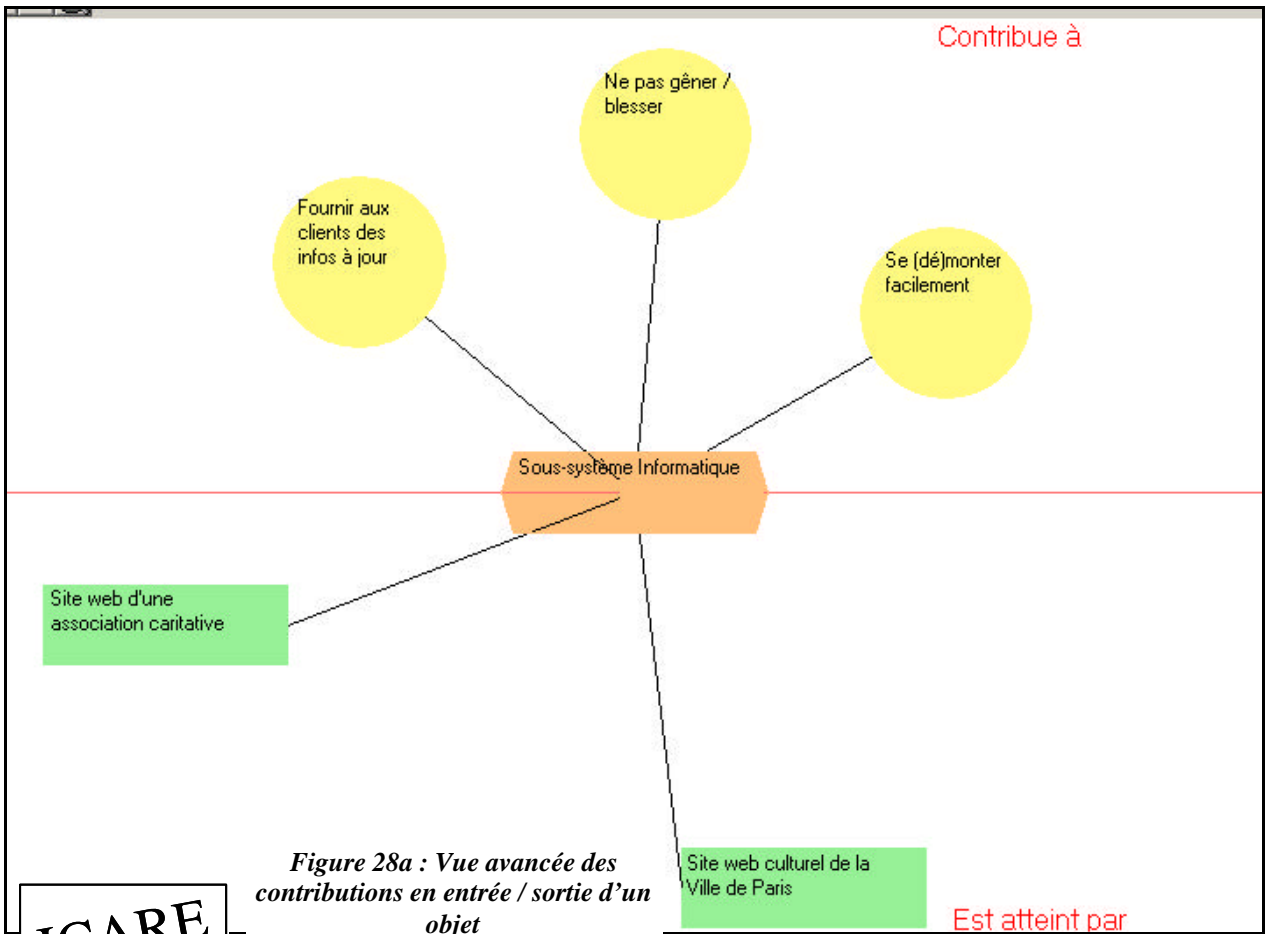 Contribue à
Ne pas gêner /
blesser
Fournir aux
clients des
infos à jour
Se (dé)monter
facilement
Sous-système Informatique
Site web d'une
association caritative
Site web culturel de la
Ville de Paris
Est atteint par
Figure 28a : Vue avancée des
contributions en entrée / sortie d’un
objet
ICARE